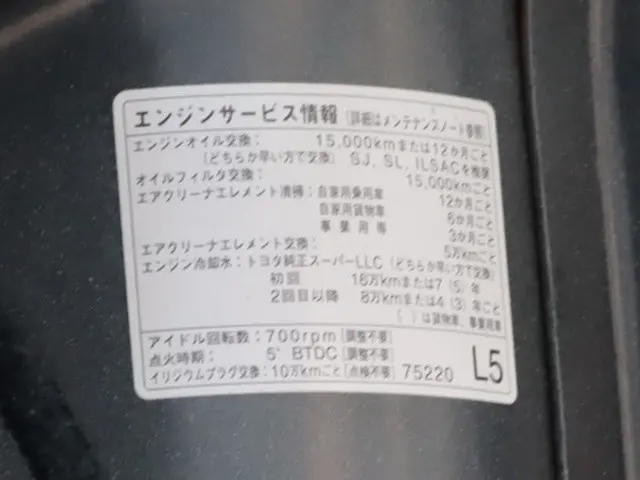 エンジンサービス情報 (詳細はメンテナンスノート参照)
エンジンオイル交換: 15,000kmまたは12か月ごと
(どちらか早い方で交換) SJ, SL, ILSACを推奨
オイルフィルタ交換: 15,000kmごと
エアクリーナエレメント清掃: 自家用乗用車 12か月ごと
自家用貨物車 6か月ごと
事業用等 3か月ごと
エアクリーナエレメント交換: 5万kmごと
エンジン冷却水: トヨタ純正スーパーLLC (どちらか早い方で交換)
初回 16万kmまたは7 (5) 年
2回目以降 8万kmまたは4 (3) 年ごと
( ) は貨物車、事業用車
アイドル回転数: 700rpm [調整不要]
点火時期: 5° BTDC [調整不要]
イリジウムプラグ交換: 10万kmごと [点検不要] 75220 L5